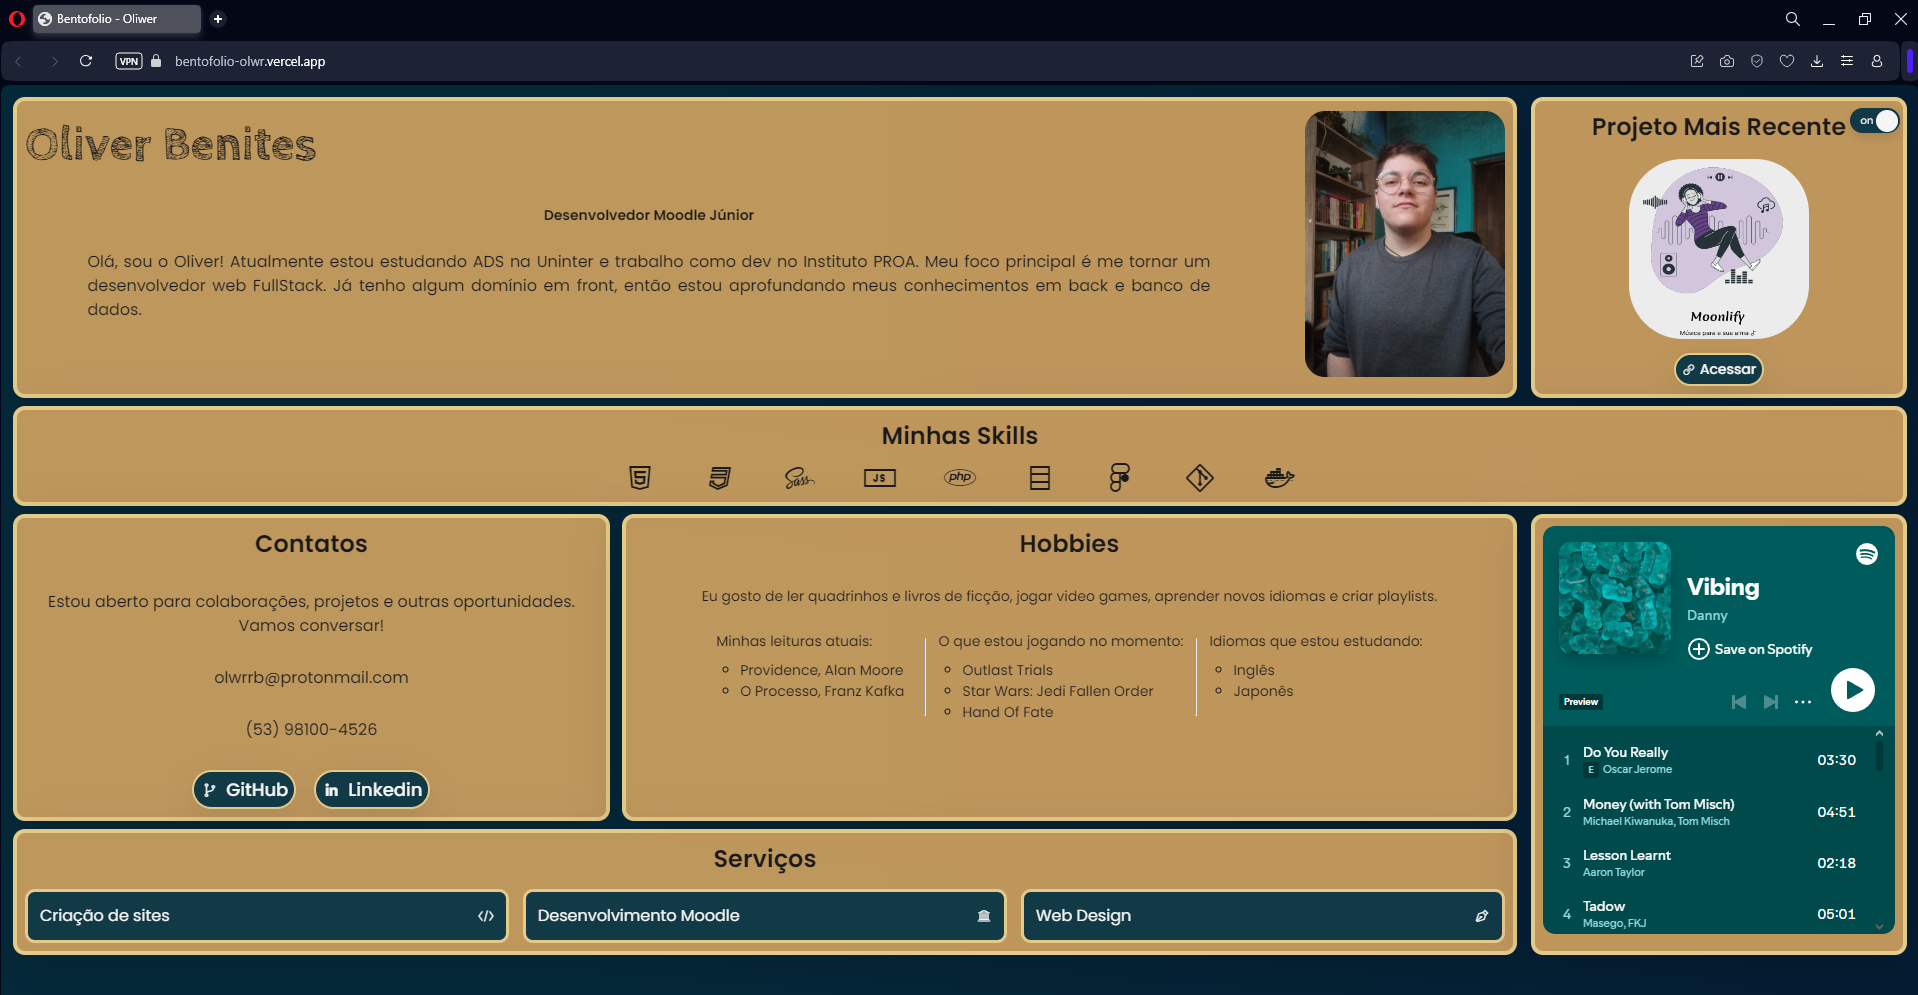 Bentofolio - Oliwer
VPN
bentofolio-olwr.vercel.app
Oliver Benites
Desenvolvedor Moodle Júnior
Olá, sou o Oliver! Atualmente estou estudando ADS na Uninter e trabalho como dev no Instituto PROA. Meu foco principal é me tornar um
desenvolvedor web FullStack. Já tenho algum domínio em front, então estou aprofundando meus conhecimentos em back e banco de
dados.
Projeto Mais Recente
on
Moonlify
Música para a sua alma
Acessar
Minhas Skills
5
3
Sass
JS
php
Contatos
Estou aberto para colaborações, projetos e outras oportunidades.
Vamos conversar!
olwrrb@protonmail.com
(53) 98100-4526
GitHub
in Linkedin
Hobbies
Eu gosto de ler quadrinhos e livros de ficção, jogar video games, aprender novos idiomas e criar playlists.
Minhas leituras atuais:
Providence, Alan Moore
O Processo, Franz Kafka
O que estou jogando no momento:
Outlast Trials
Star Wars: Jedi Fallen Order
Hand Of Fate
Idiomas que estou estudando:
Inglês
Japonês
Vibing
Danny
Save on Spotify
Preview
1 Do You Really 03:30
E Oscar Jerome
2 Money (with Tom Misch) 04:51
Michael Kiwanuka, Tom Misch
3 Lesson Learnt 02:18
Aaron Taylor
4 Tadow 05:01
Masego, FKJ
Serviços
Criação de sites </>
Desenvolvimento Moodle
Web Design